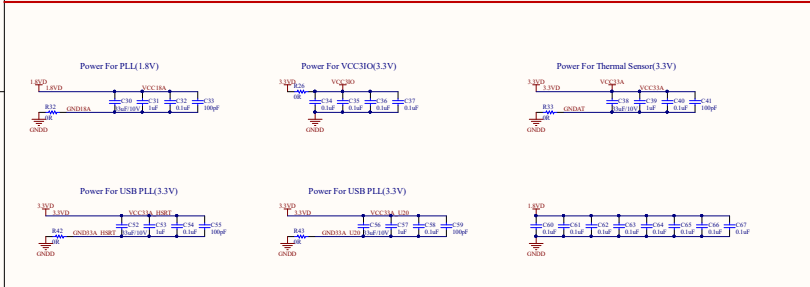 Power For PLL(1.8V)
1.8VD
1.8VD
VCC18A
C30
33uF/10V
C31
1uF
C32
0.1uF
C33
100pF
R32
0R
GND18A
GNDD
Power For VCC3IO(3.3V)
3.3VD
R26
0R
VCC3IO
C34
0.1uF
C35
0.1uF
C36
0.1uF
C37
0.1uF
GNDD
Power For Thermal Sensor(3.3V)
3.3VD
3.3VD
VCC33A
VCC33A
C38
33uF/10V
C39
1uF
C40
0.1uF
C41
100pF
R33
0R
GNDAT
GNDD
Power For USB PLL(3.3V)
3.3VD
3.3VD
VCC33A_HSRT
C52
33uF/10V
C53
1uF
C54
0.1uF
C55
100pF
R42
0R
GND33A_HSRT
GNDD
Power For USB PLL(3.3V)
3.3VD
3.3VD
VCC33A_U20
C56
33uF/10V
C57
1uF
C58
0.1uF
C59
100pF
R43
0R
GND33A_U20
GNDD
1.8VD
C60
0.1uF
C61
0.1uF
C62
0.1uF
C63
0.1uF
C64
0.1uF
C65
0.1uF
C66
0.1uF
C67
0.1uF
GNDD